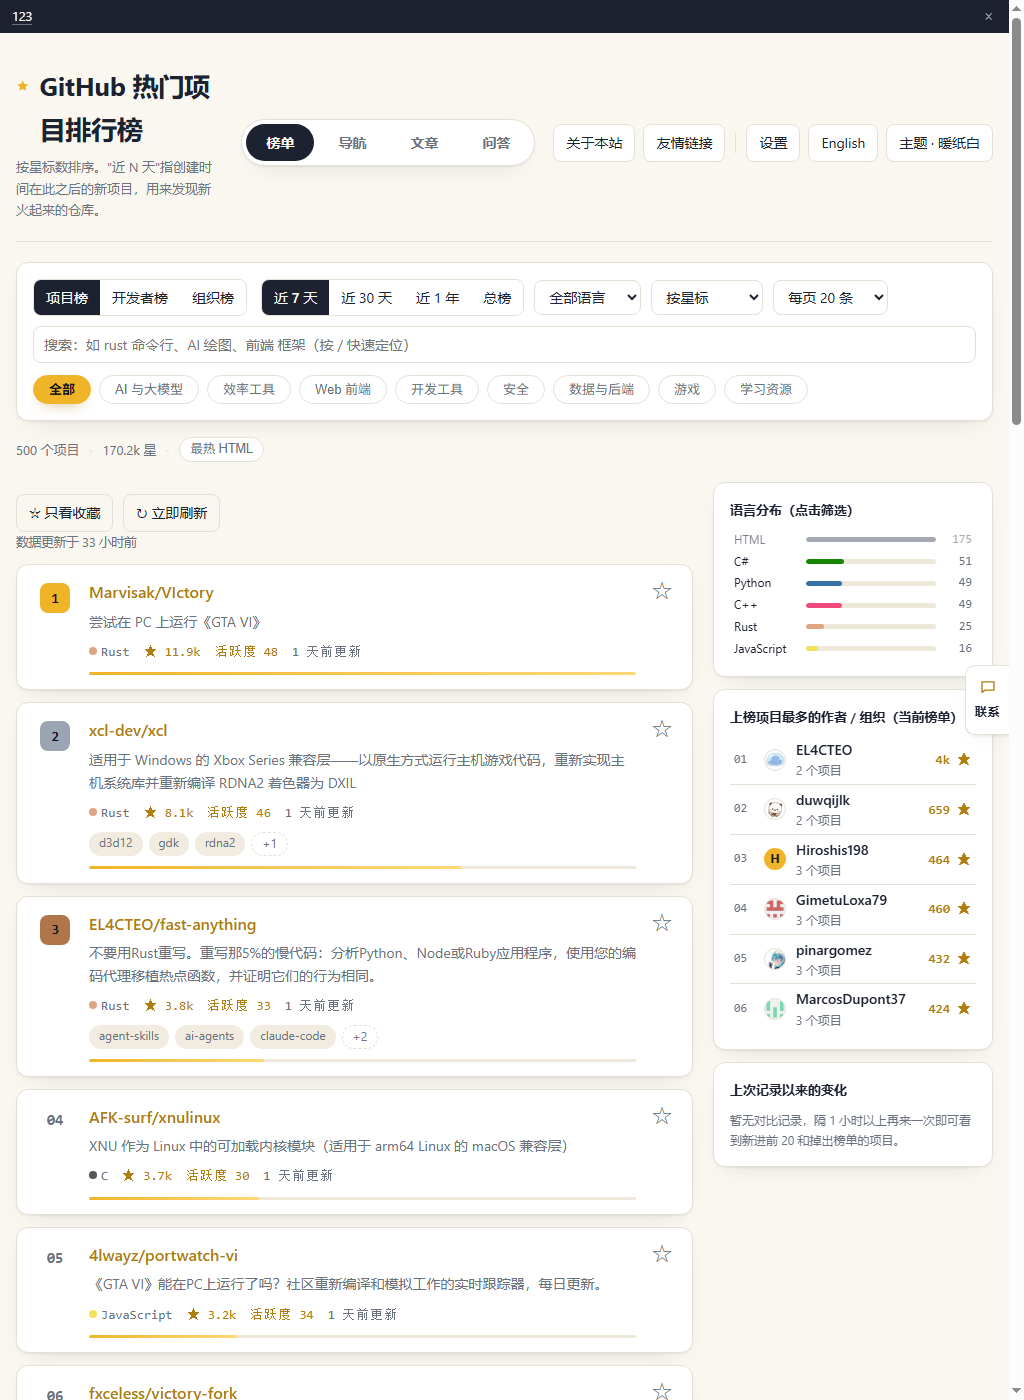 123
×
GitHub 热门项
目排行榜
按星标数排序。"近 N 天"指创建时
间在此之后的新项目，用来发现新
火起来的仓库。
榜单 导航 文章 问答
关于本站 友情链接 设置 English 主题 · 暖纸白
项目榜 开发者榜 组织榜 近 7 天 近 30 天 近 1 年 总榜 全部语言 按星标 每页 20 条
搜索：如 rust 命令行、AI 绘图、前端 框架（按 / 快速定位）
全部 AI 与大模型 效率工具 Web 前端 开发工具 安全 数据与后端 游戏 学习资源
500 个项目 · 170.2k 星 · 最热 HTML
☆ 只看收藏 ↻ 立即刷新
数据更新于 33 小时前
1
Marvisak/VIctory ☆
尝试在 PC 上运行《GTA VI》
Rust ★ 11.9k 活跃度 48 1 天前更新
2
xcl-dev/xcl ☆
适用于 Windows 的 Xbox Series 兼容层——以原生方式运行主机游戏代码，重新实现主
机系统库并重新编译 RDNA2 着色器为 DXIL
Rust ★ 8.1k 活跃度 46 1 天前更新
d3d12 gdk rdna2 +1
3
EL4CTEO/fast-anything ☆
不要用Rust重写。重写那5%的慢代码：分析Python、Node或Ruby应用程序，使用您的编
码代理移植热点函数，并证明它们的行为相同。
Rust ★ 3.8k 活跃度 33 1 天前更新
agent-skills ai-agents claude-code +2
04
AFK-surf/xnulinux ☆
XNU 作为 Linux 中的可加载内核模块（适用于 arm64 Linux 的 macOS 兼容层）
C ★ 3.7k 活跃度 30 1 天前更新
05
4lwayz/portwatch-vi ☆
《GTA VI》能在PC上运行了吗？社区重新编译和模拟工作的实时跟踪器，每日更新。
JavaScript ★ 3.2k 活跃度 34 1 天前更新
06
fxceless/victory-fork ☆
语言分布（点击筛选）
HTML 175
C# 51
Python 49
C++ 49
Rust 25
JavaScript 16
联系
上榜项目最多的作者 / 组织（当前榜单）
01 EL4CTEO 4k ★
2 个项目
02 duwqijlk 659 ★
2 个项目
03 H Hiroshis198 464 ★
3 个项目
04 GimetuLoxa79 460 ★
3 个项目
05 pinargomez 432 ★
3 个项目
06 MarcosDupont37 424 ★
3 个项目
上次记录以来的变化
暂无对比记录，隔 1 小时以上再来一次即可看
到新进前 20 和掉出榜单的项目。